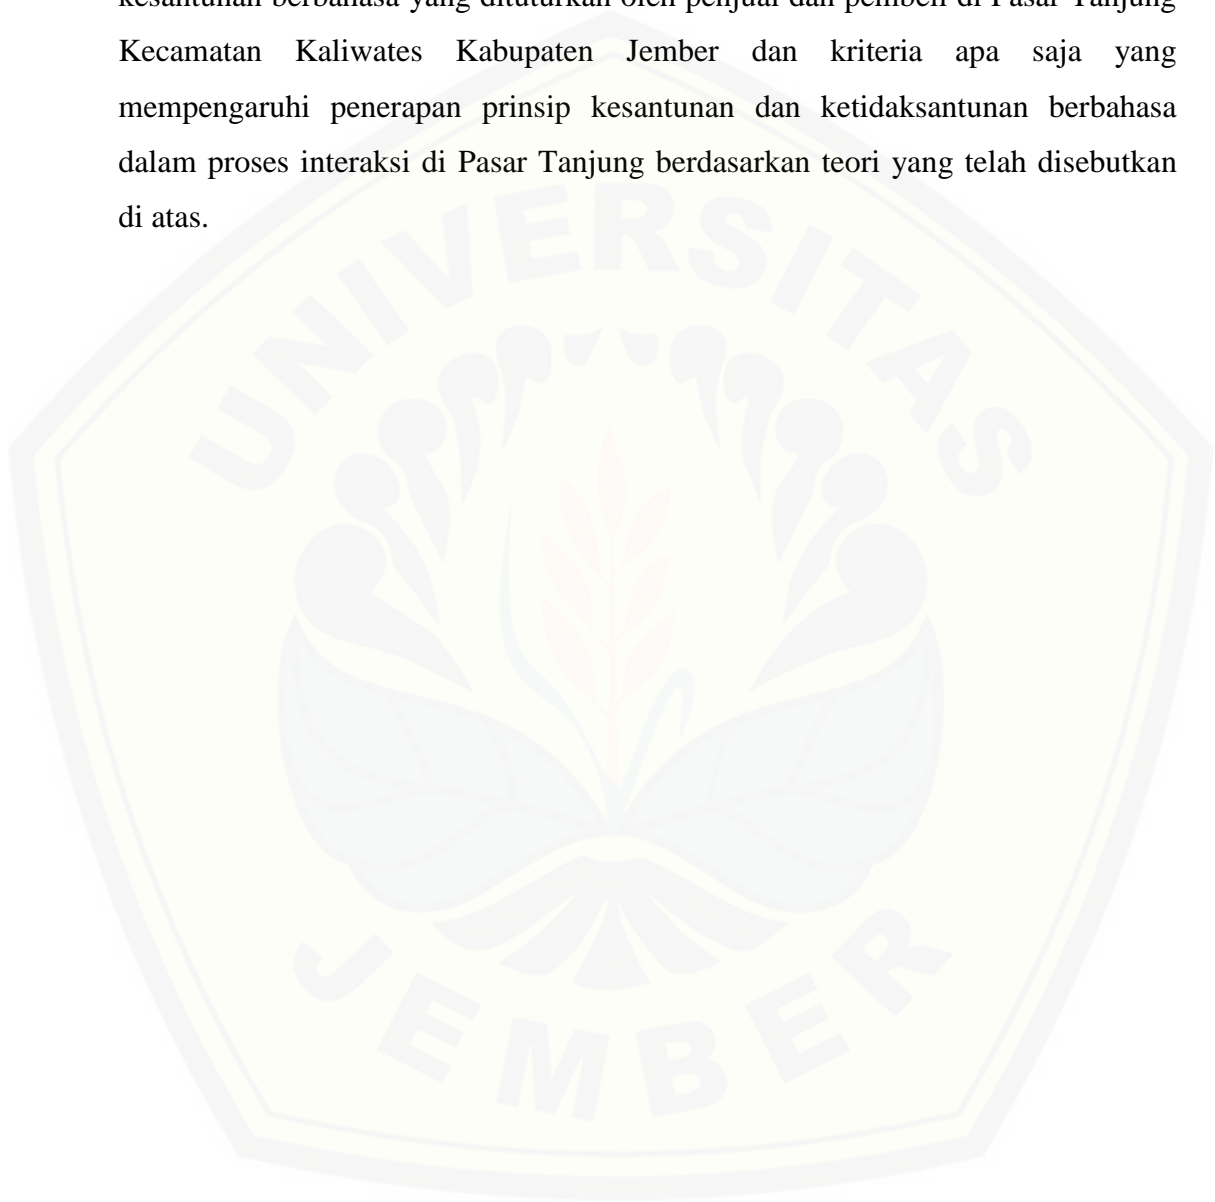 kesantunan berbahasa yang dituturkan oleh penjual dan pembeli di Pasar Tanjung
Kecamatan Kaliwates Kabupaten Jember dan kriteria apa saja yang
mempengaruhi penerapan prinsip kesantunan dan ketidaksantunan berbahasa
dalam proses interaksi di Pasar Tanjung berdasarkan teori yang telah disebutkan
di atas.
UNIVERSITAS
JEMBER